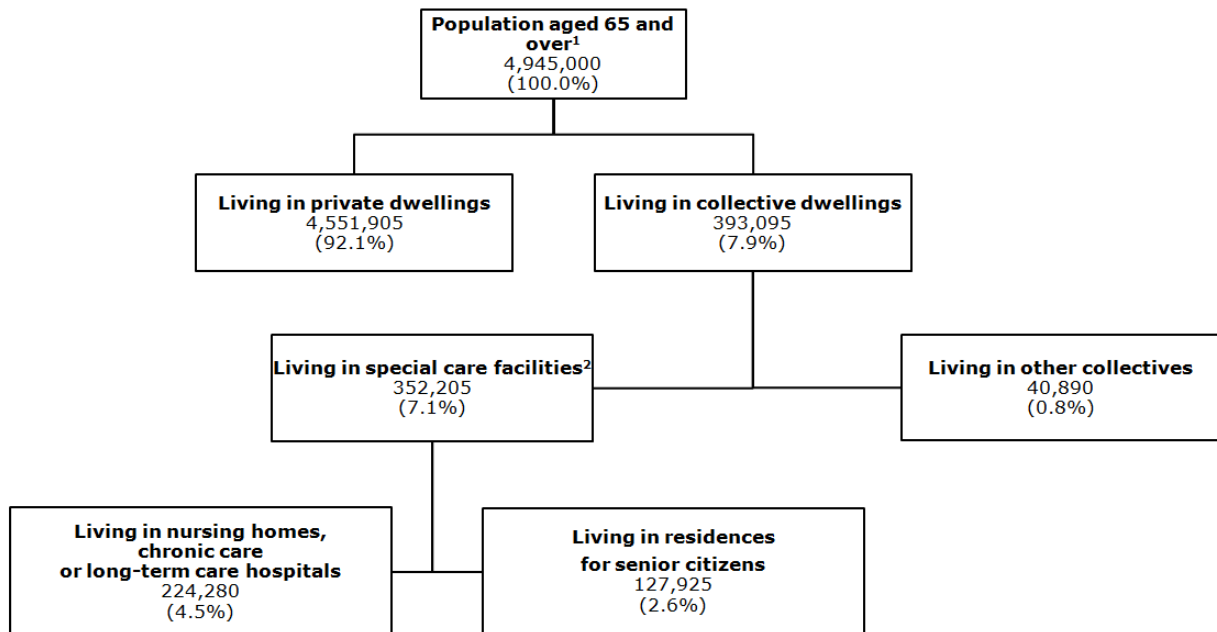 Population aged 65 and
over¹
4,945,000
(100.0%)
Living in private dwellings
4,551,905
(92.1%)
Living in collective dwellings
393,095
(7.9%)
Living in special care facilities²
352,205
(7.1%)
Living in other collectives
40,890
(0.8%)
Living in nursing homes,
chronic care
or long-term care hospitals
224,280
(4.5%)
Living in residences
for senior citizens
127,925
(2.6%)